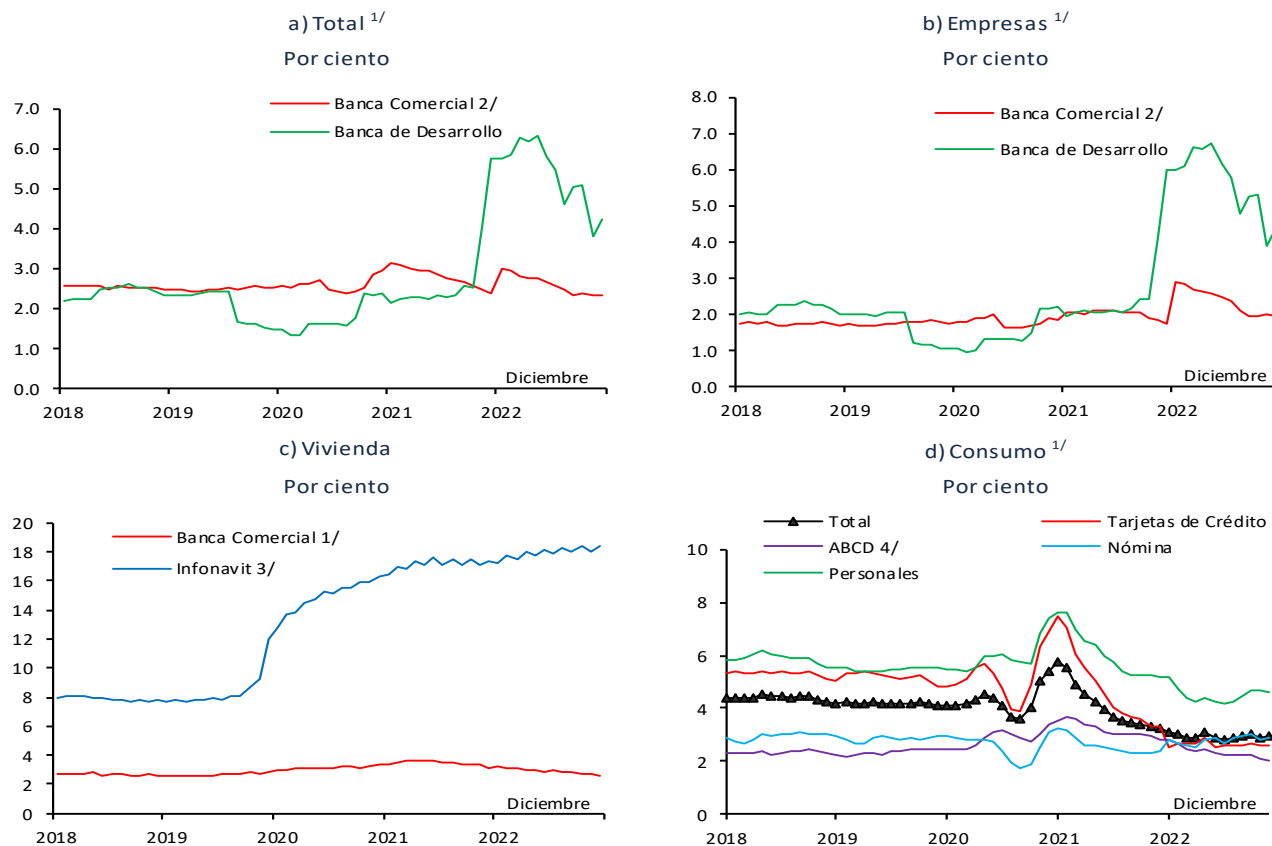 a) Total 1/
Por ciento
Banca Comercial 2/
Banca de Desarrollo
7.0
6.0
5.0
4.0
3.0
2.0
1.0
0.0
Diciembre
2018 2019 2020 2021 2022
b) Empresas 1/
Por ciento
Banca Comercial 2/
Banca de Desarrollo
8.0
7.0
6.0
5.0
4.0
3.0
2.0
1.0
0.0
Diciembre
2018 2019 2020 2021 2022
c) Vivienda
Por ciento
Banca Comercial 1/
Infonavit 3/
20
18
16
14
12
10
8
6
4
2
0
Diciembre
2018 2019 2020 2021 2022
d) Consumo 1/
Por ciento
Total Tarjetas de Crédito
ABCD 4/ Nómina
Personales
10
8
6
4
2
0
Diciembre
2018 2019 2020 2021 2022